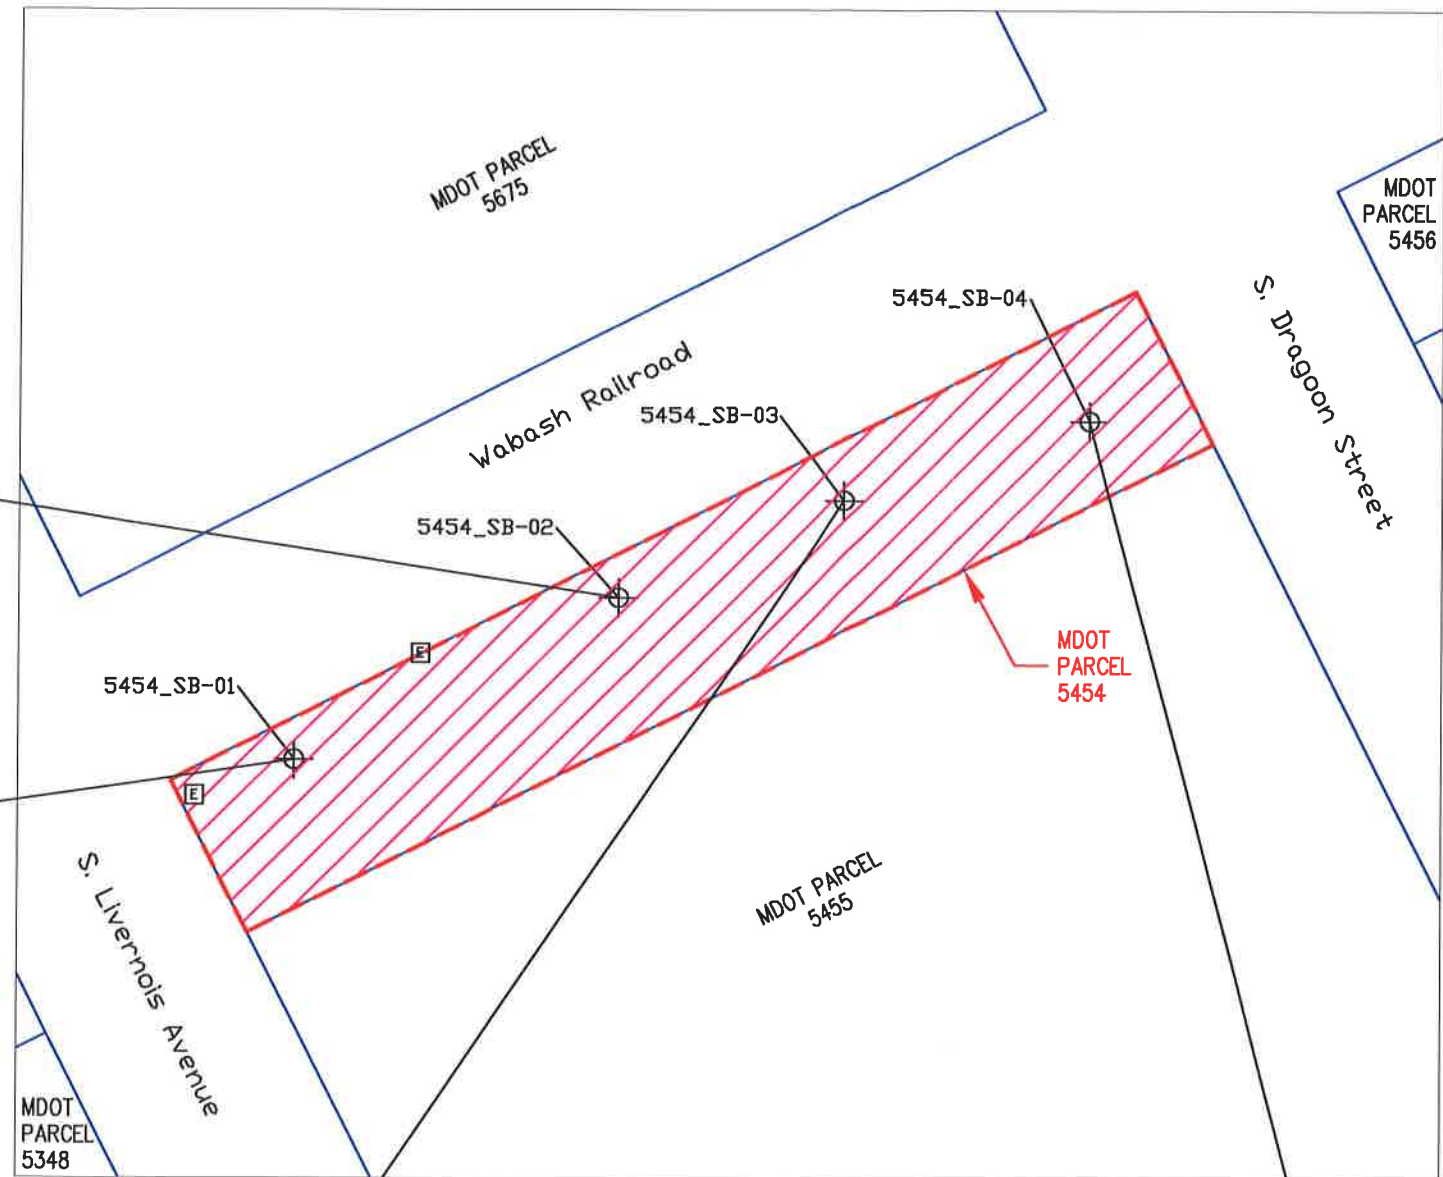 MDOT PARCEL
5675
MDOT
PARCEL
5456
S. Dragoon Street
5454_SB-04
Wabash Railroad
5454_SB-03
5454_SB-02
E
MDOT
PARCEL
5454
5454_SB-01
E
MDOT PARCEL
5455
S. Livernois Avenue
MDOT
PARCEL
5348